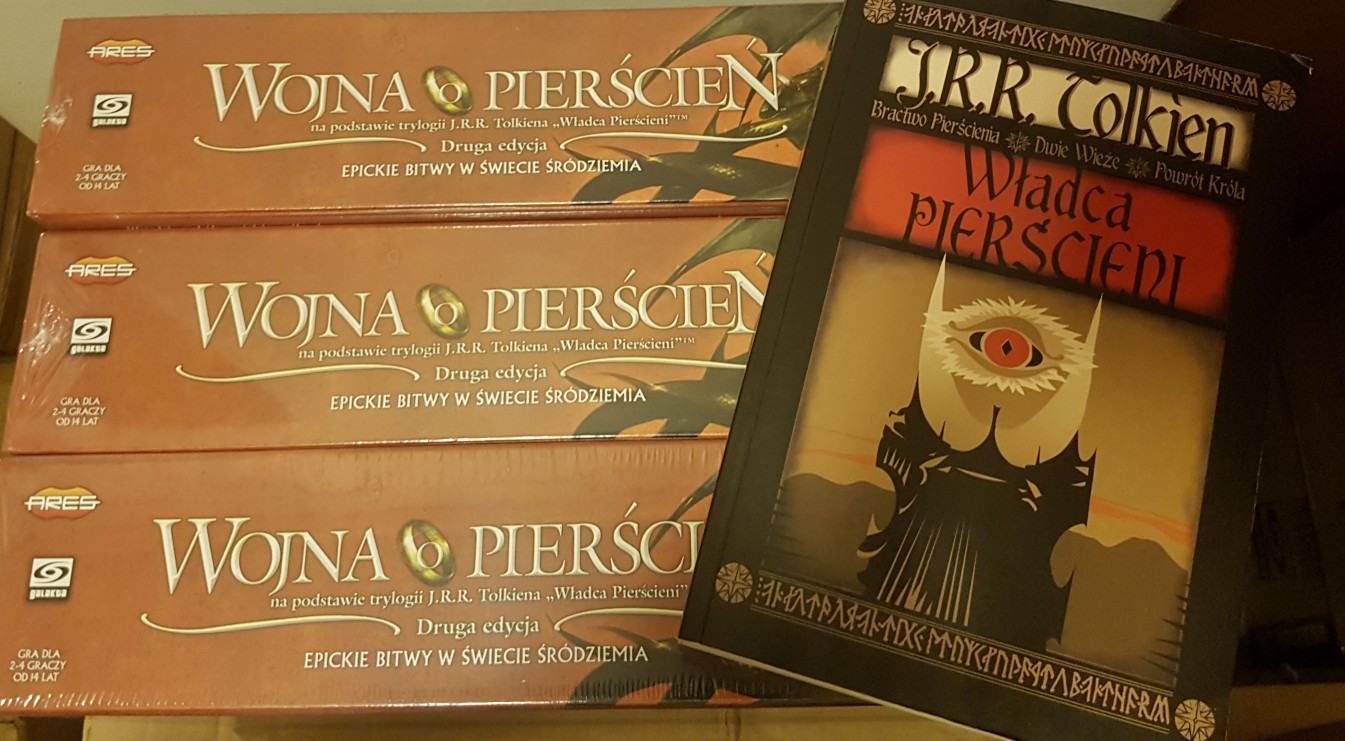 ARES
galakta
GRA DLA
2-4 GRACZY
OD 14 LAT
WOJNA O PIERŚCIEŃ
na podstawie trylogii J.R.R. Tolkiena „Władca Pierścieni”™
Druga edycja
EPICKIE BITWY W ŚWIECIE ŚRÓDZIEMIA
ARES
galakta
GRA DLA
2-4 GRACZY
OD 14 LAT
WOJNA O PIERŚCIEŃ
na podstawie trylogii J.R.R. Tolkiena „Władca Pierścieni”™
Druga edycja
EPICKIE BITWY W ŚWIECIE ŚRÓDZIEMIA
ARES
galakta
GRA DLA
2-4 GRACZY
OD 14 LAT
WOJNA O PIERŚCI
na podstawie trylogii J.R.R. Tolkiena „Władca Pierścieni”
Druga edycja
EPICKIE BITWY W ŚWIECIE ŚRÓDZIEMIA
J.R.R. Tolkien
Bractwo Pierścienia Dwie Wieże Powrót Króla
Władca
PIERŚCIENI